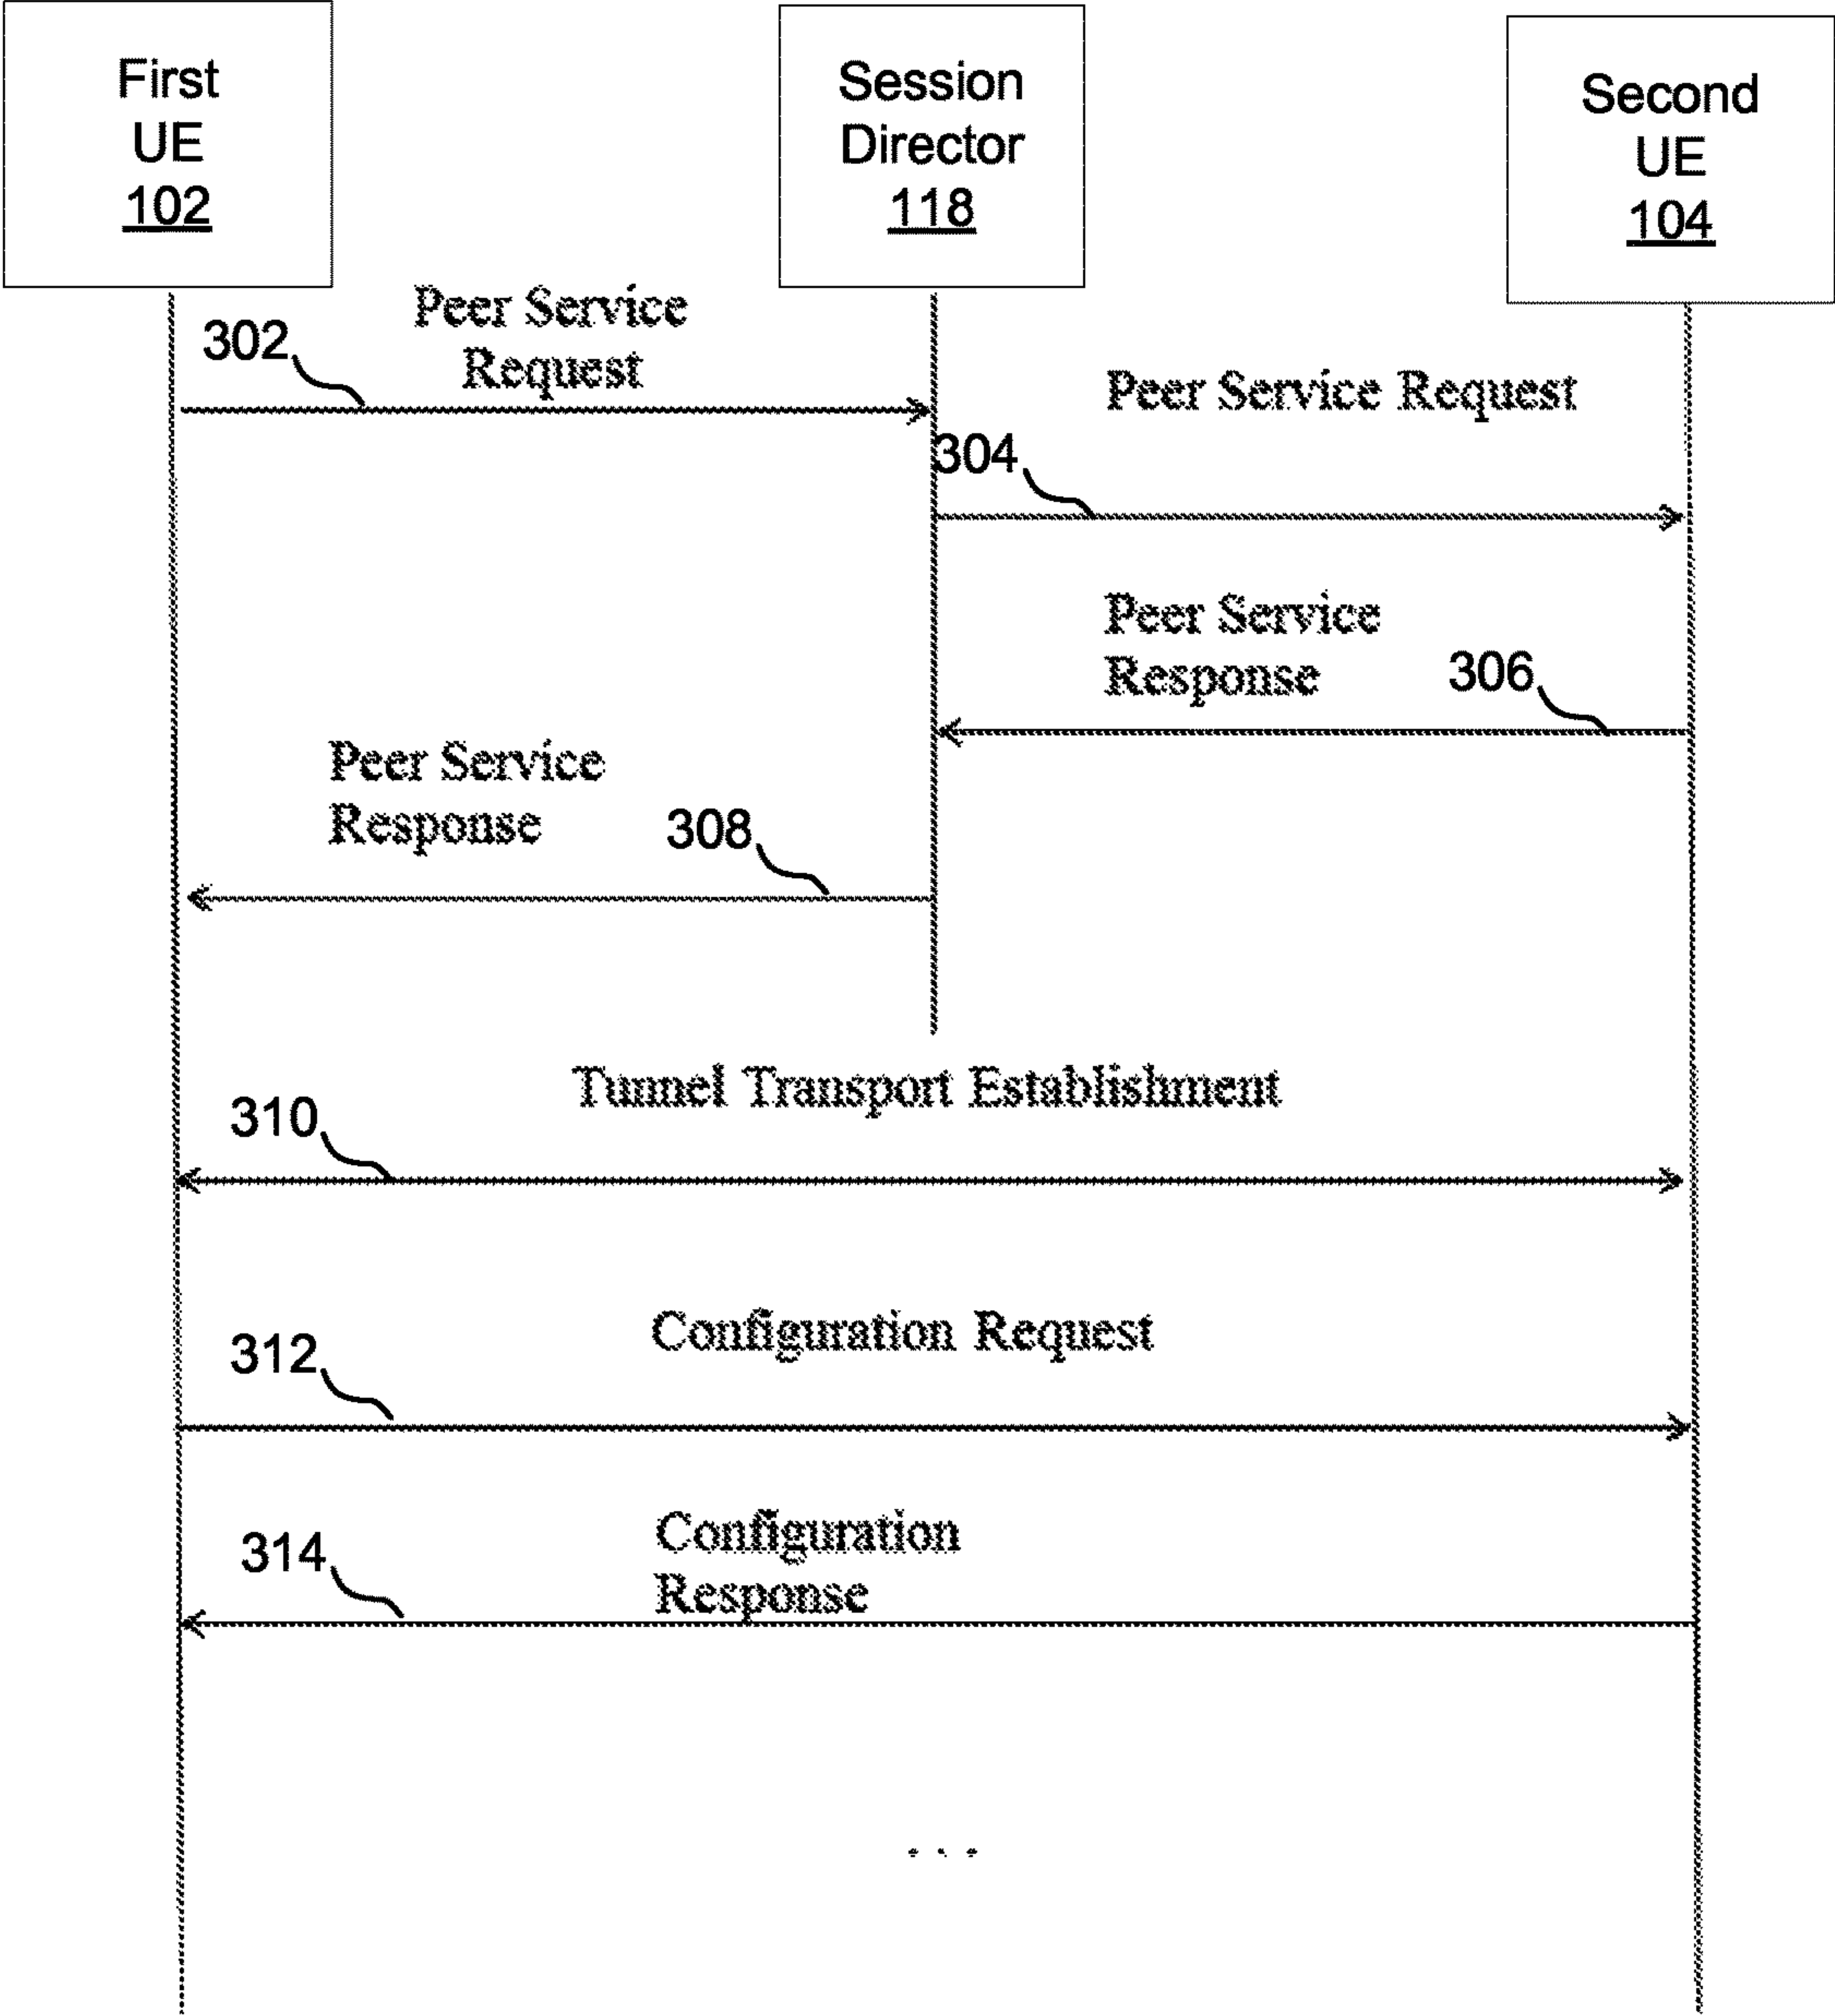 First
UE
102
Session
Director
118
Second
UE
104
Peer Service
Request
302
Peer Service Request
304
Peer Service
Response
306
Peer Service
Response
308
Tunnel Transport Establishment
310
Configuration Request
312
Configuration
Response
314
...